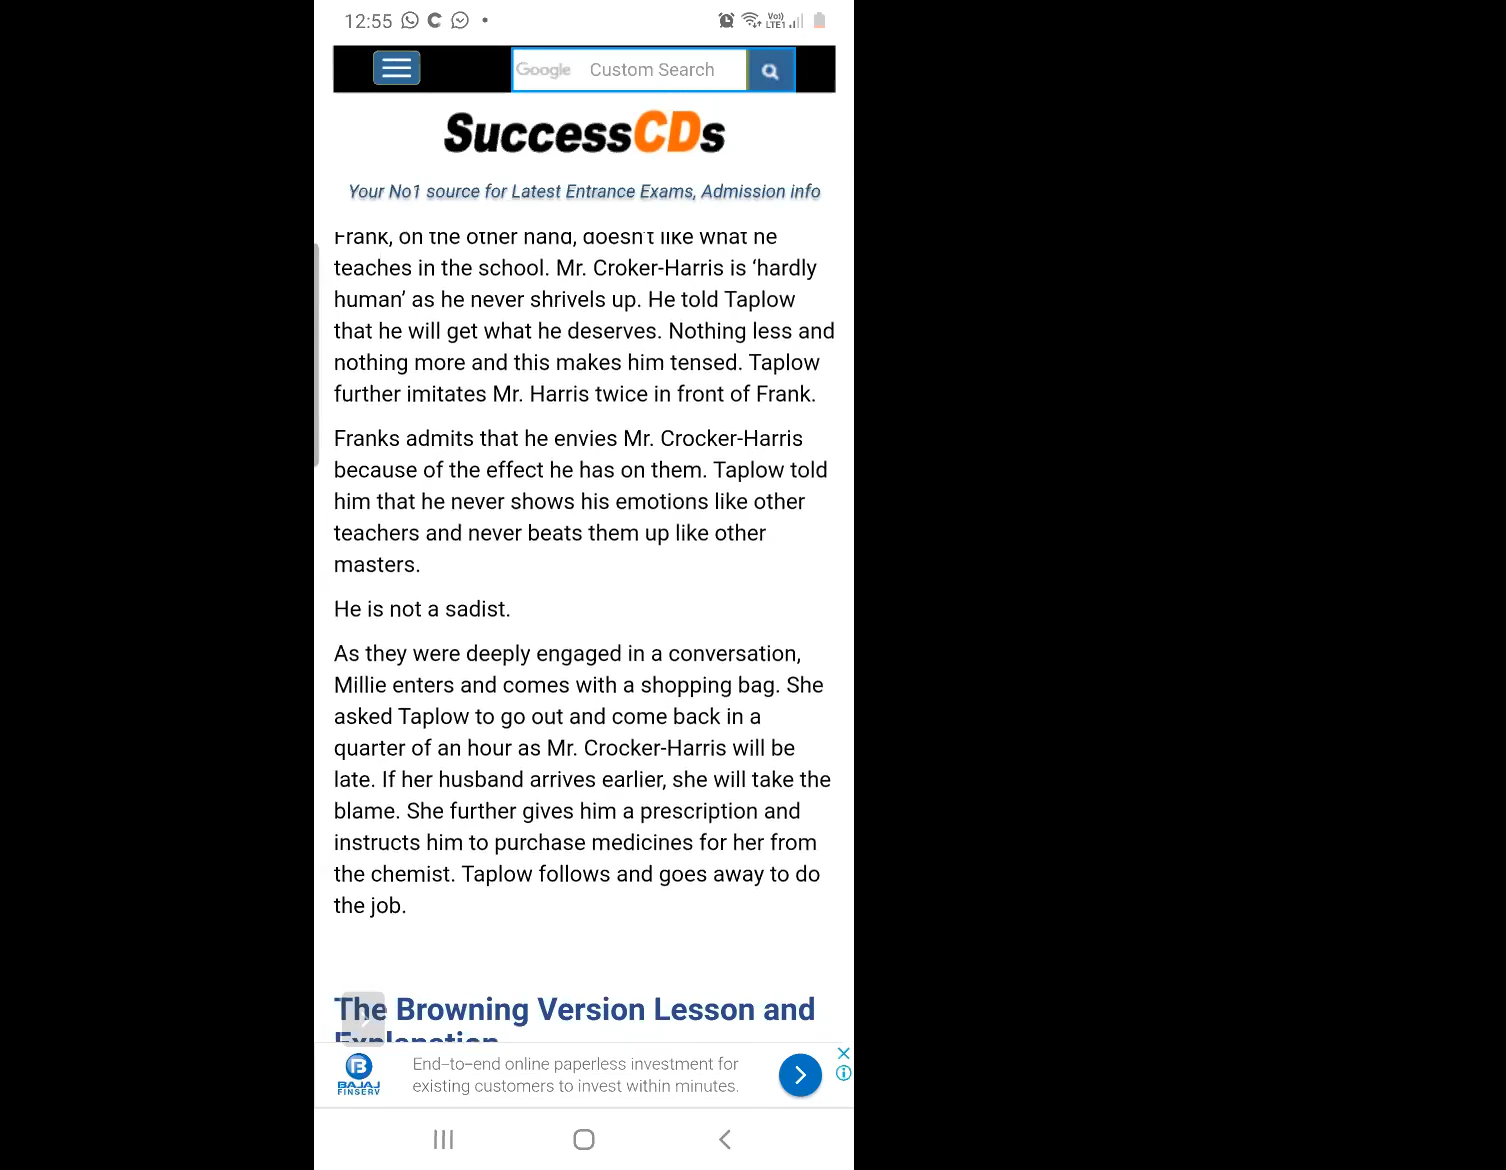 12:55
Vo)) LTE1
Google Custom Search
SuccessCDs
Your No1 source for Latest Entrance Exams, Admission info
Frank, on the other hand, doesn't like what he
teaches in the school. Mr. Croker-Harris is ‘hardly
human’ as he never shrivels up. He told Taplow
that he will get what he deserves. Nothing less and
nothing more and this makes him tensed. Taplow
further imitates Mr. Harris twice in front of Frank.
Franks admits that he envies Mr. Crocker-Harris
because of the effect he has on them. Taplow told
him that he never shows his emotions like other
teachers and never beats them up like other
masters.
He is not a sadist.
As they were deeply engaged in a conversation,
Millie enters and comes with a shopping bag. She
asked Taplow to go out and come back in a
quarter of an hour as Mr. Crocker-Harris will be
late. If her husband arrives earlier, she will take the
blame. She further gives him a prescription and
instructs him to purchase medicines for her from
the chemist. Taplow follows and goes away to do
the job.
The Browning Version Lesson and
Explanation
End-to-end online paperless investment for
existing customers to invest within minutes.
BAJAJ
FINSERV